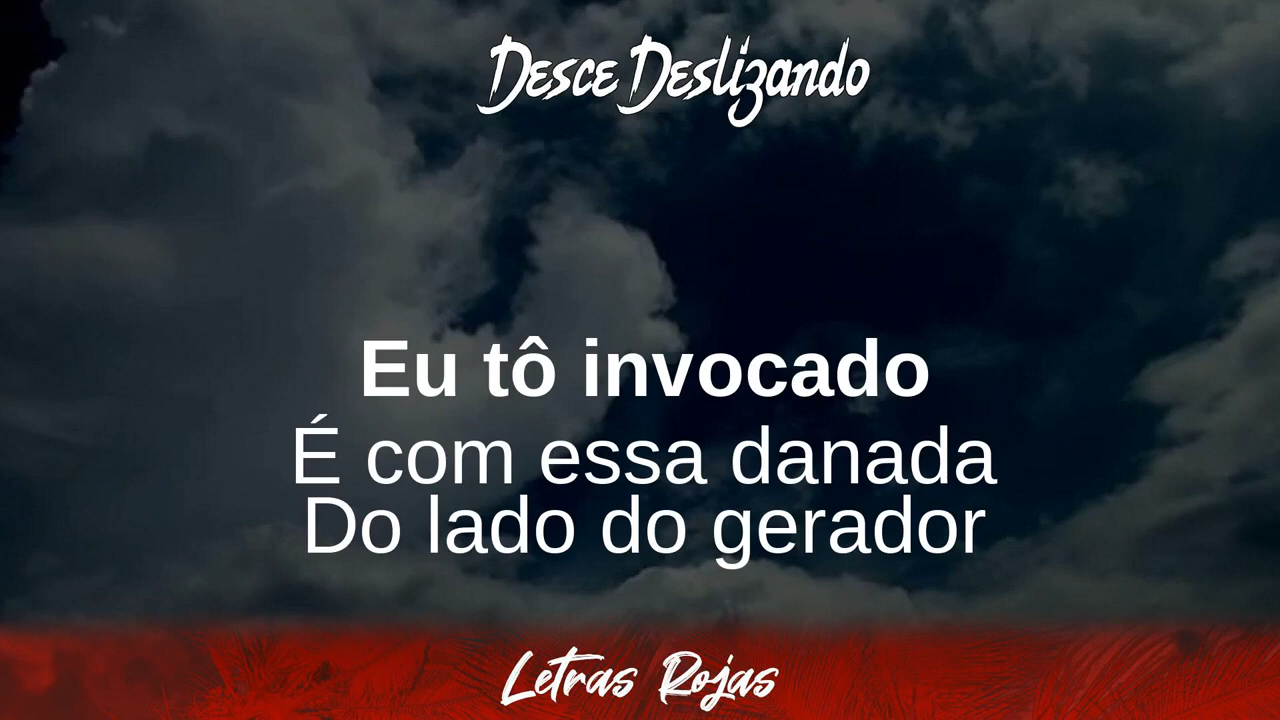 Desce Deslizando
Eu tô invocado
É com essa danada
Do lado do gerador
Letras Rojas